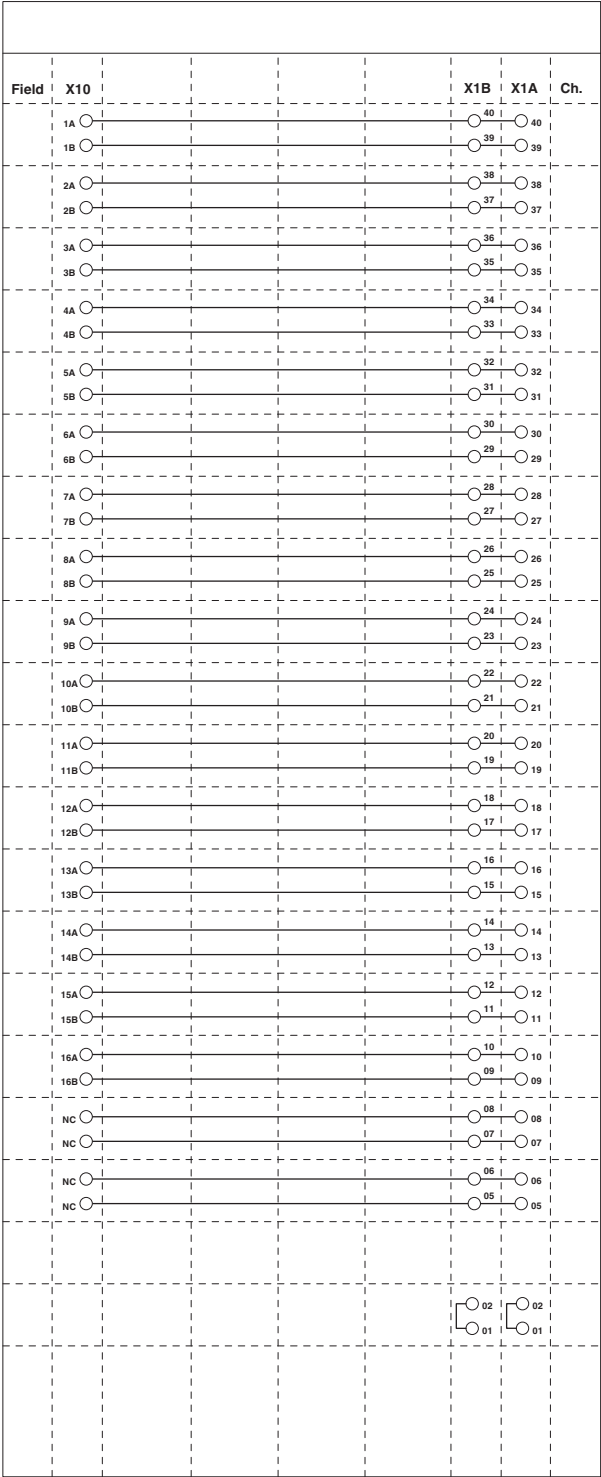 Field X10 X1B X1A Ch.
1A 40 40
1B 39 39
2A 38 38
2B 37 37
3A 36 36
3B 35 35
4A 34 34
4B 33 33
5A 32 32
5B 31 31
6A 30 30
6B 29 29
7A 28 28
7B 27 27
8A 26 26
8B 25 25
9A 24 24
9B 23 23
10A 22 22
10B 21 21
11A 20 20
11B 19 19
12A 18 18
12B 17 17
13A 16 16
13B 15 15
14A 14 14
14B 13 13
15A 12 12
15B 11 11
16A 10 10
16B 09 09
NC 08 08
NC 07 07
NC 06 06
NC 05 05
02 02
01 01